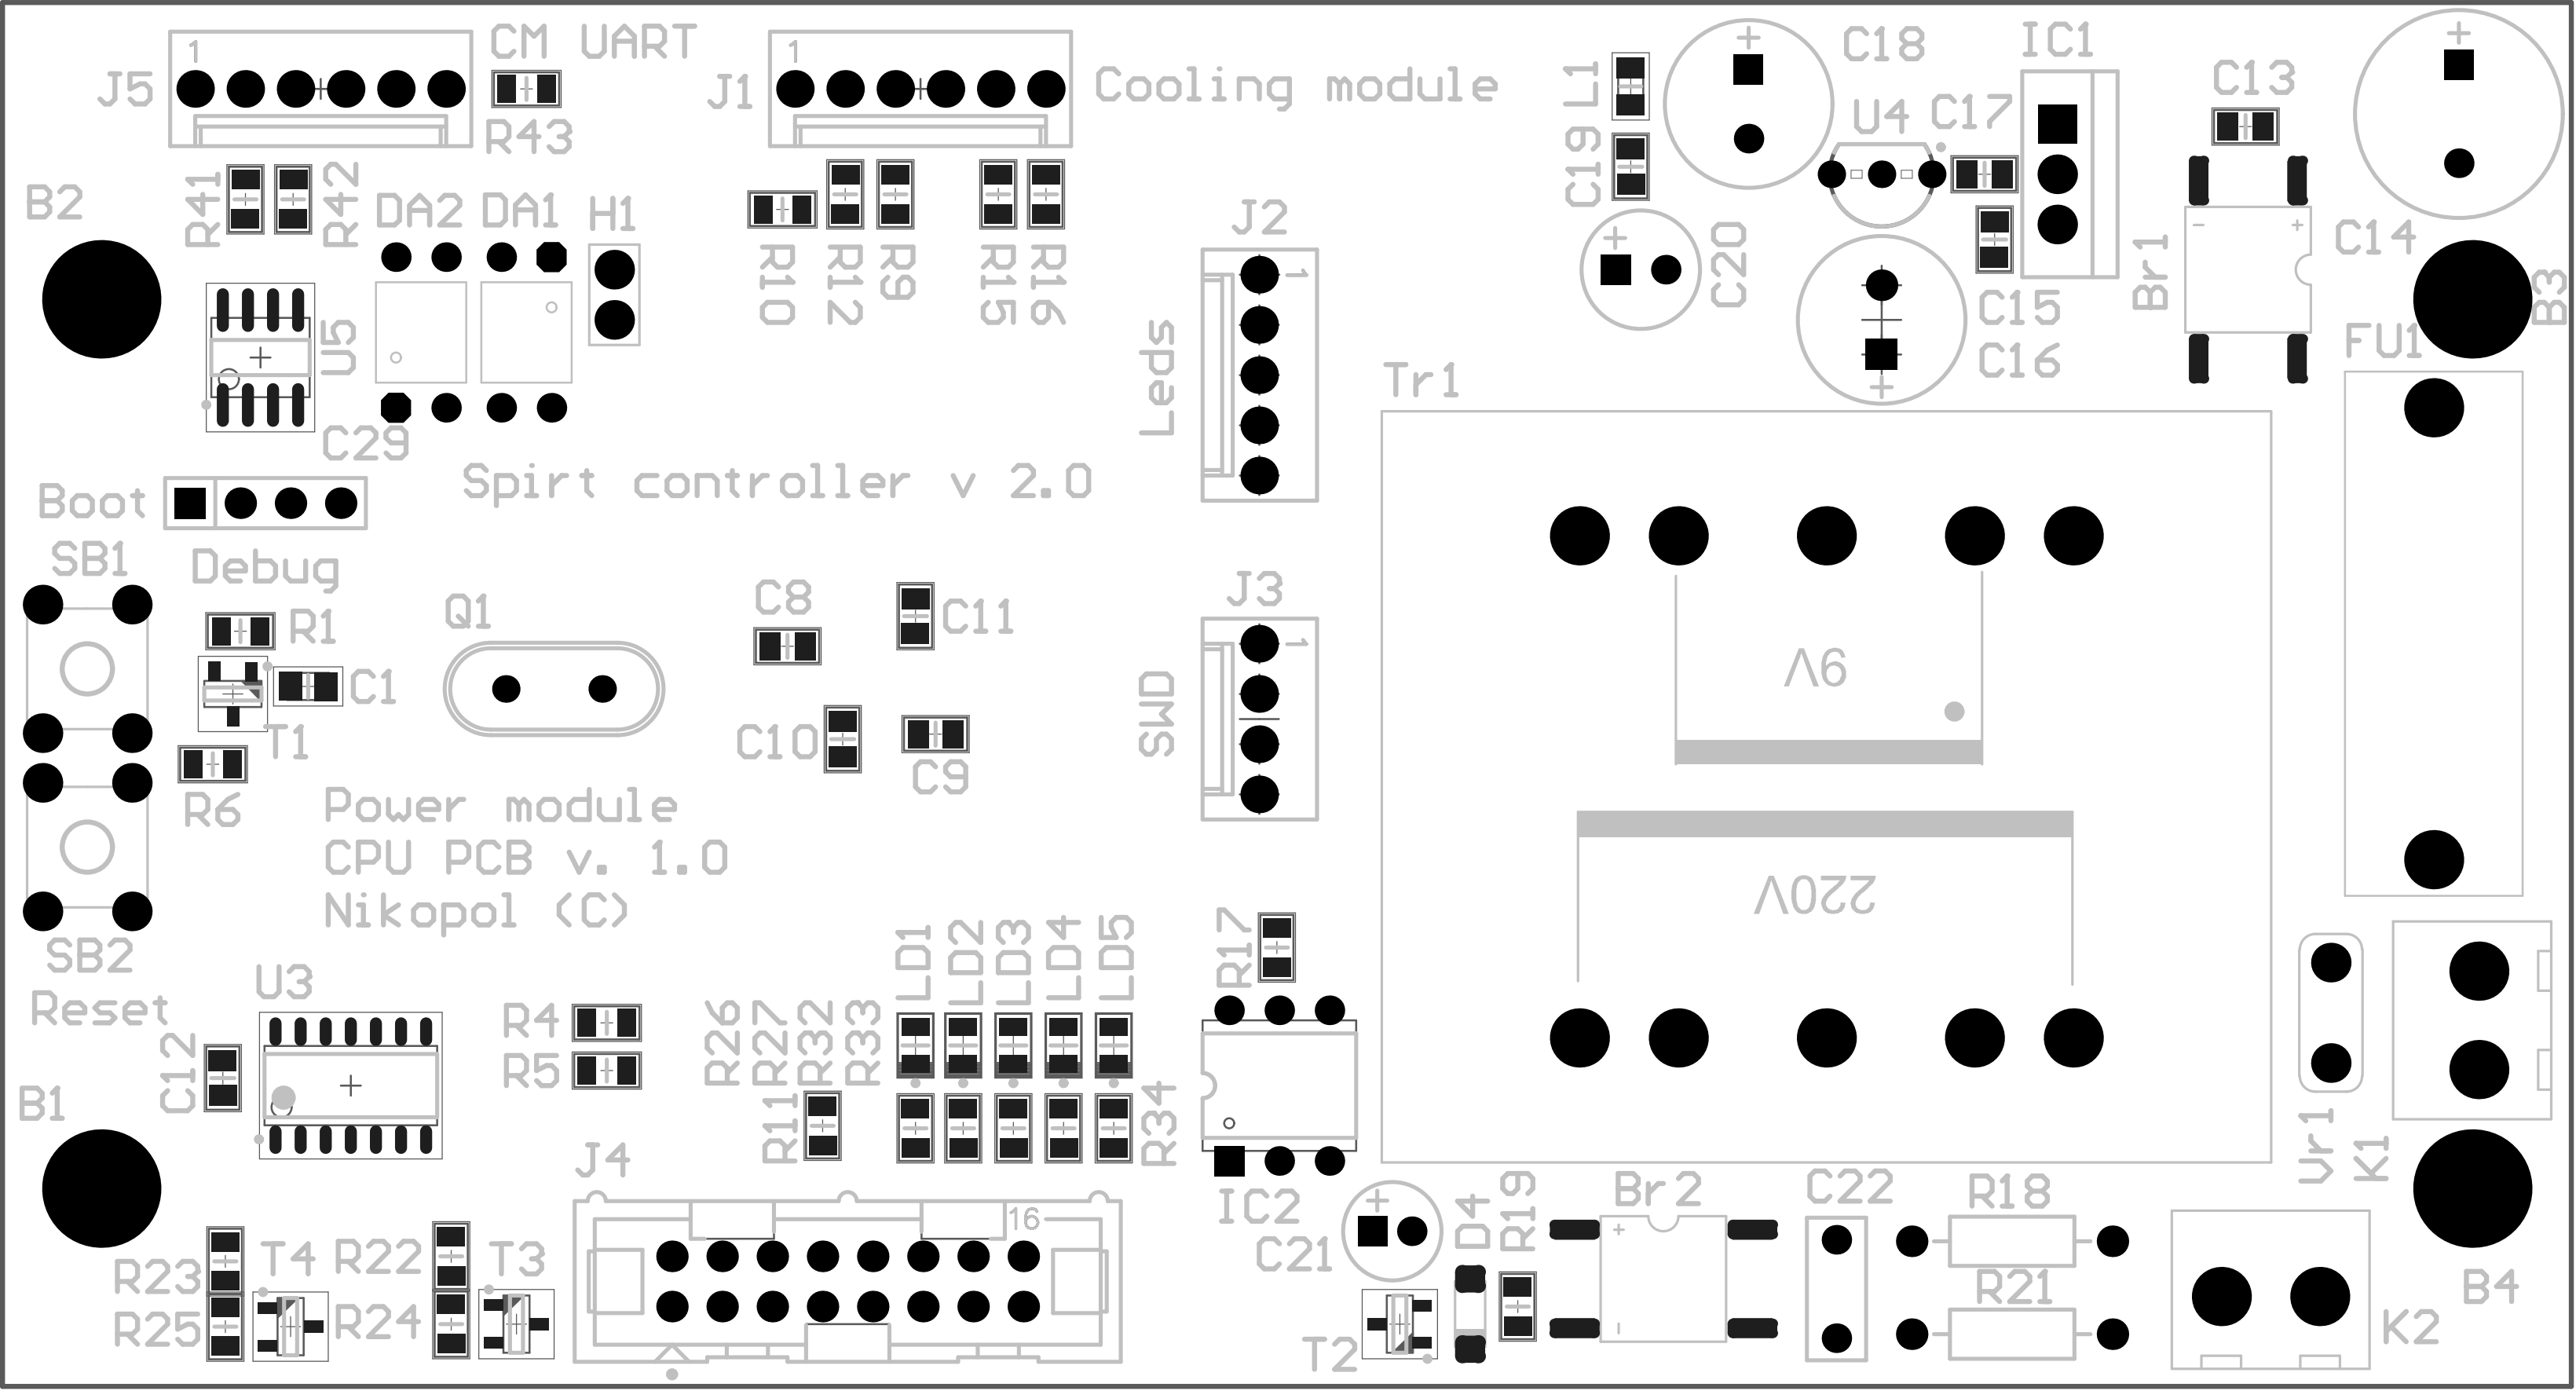 CM UART
1
J5
R43
1
J1
Cooling module
L1
C19
C18
U4
C17
IC1
C13
+
+
B2
R41
R42
DA2
DA1
H1
R10
R12
R9
R15
R16
J2
1
Leds
+
C20
C15
C16
+
Br1
-
+
C14
B3
FU1
U5
C29
Tr1
Boot
Spirt controller v 2.0
SB1
Debug
R1
C1
T1
R6
Q1
C8
C11
C10
C9
J3
1
SWD
9V
220V
Power module
CPU PCB v. 1.0
Nikopol (C)
SB2
Reset
U3
C12
B1
R4
R5
R26
R27
R32
R33
LD1
LD2
LD3
LD4
LD5
R11
R34
R17
IC2
J4
16
Vr1
K1
R23
R25
T4
R22
R24
T3
+
C21
D4
R19
T2
Br2
+
-
C22
R18
R21
B4
K2